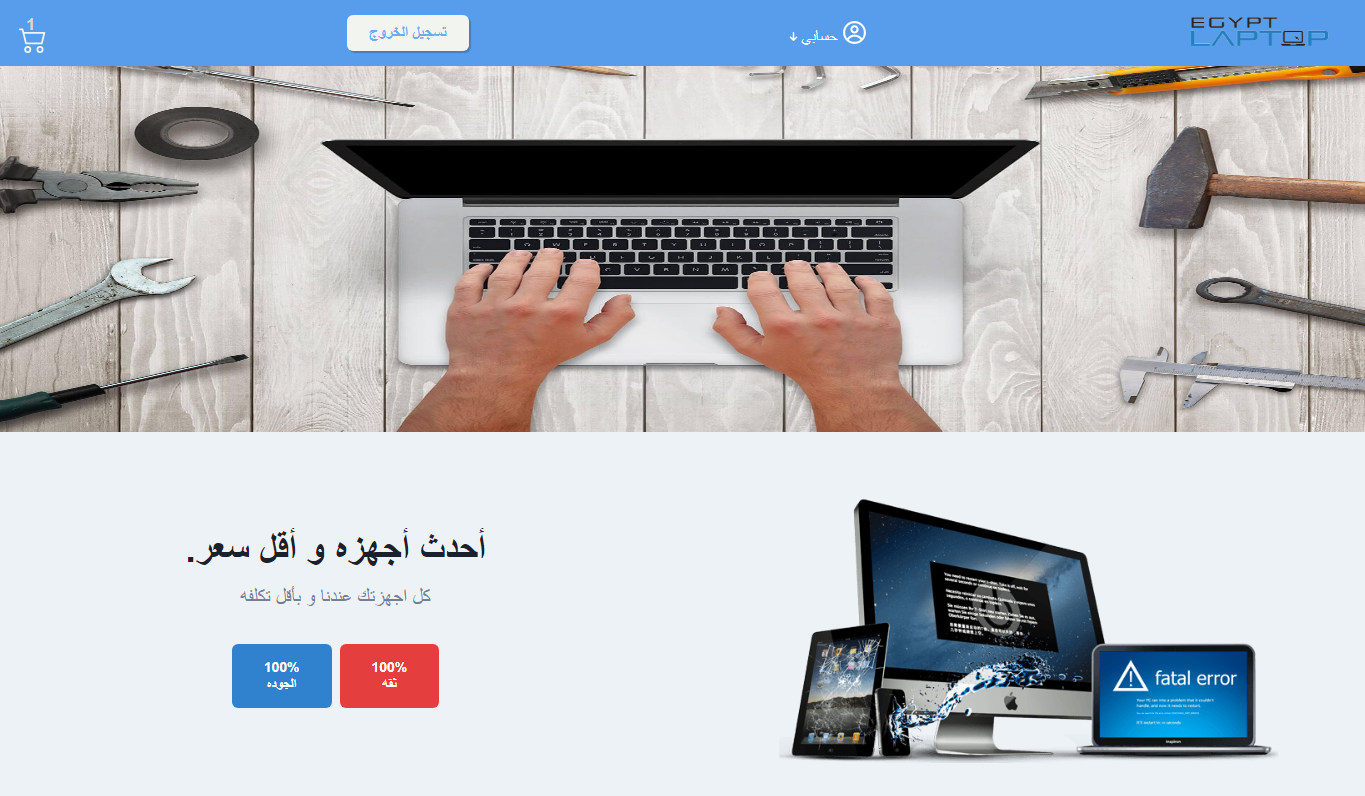 EGYPT
LAPTOP
حسابي
تسجيل الخروج
1
أحدث أجهزه و أقل سعر.
كل اجهزتك عندنا و بأقل تكلفه
100%
ثقه
100%
الجوده
fatal error